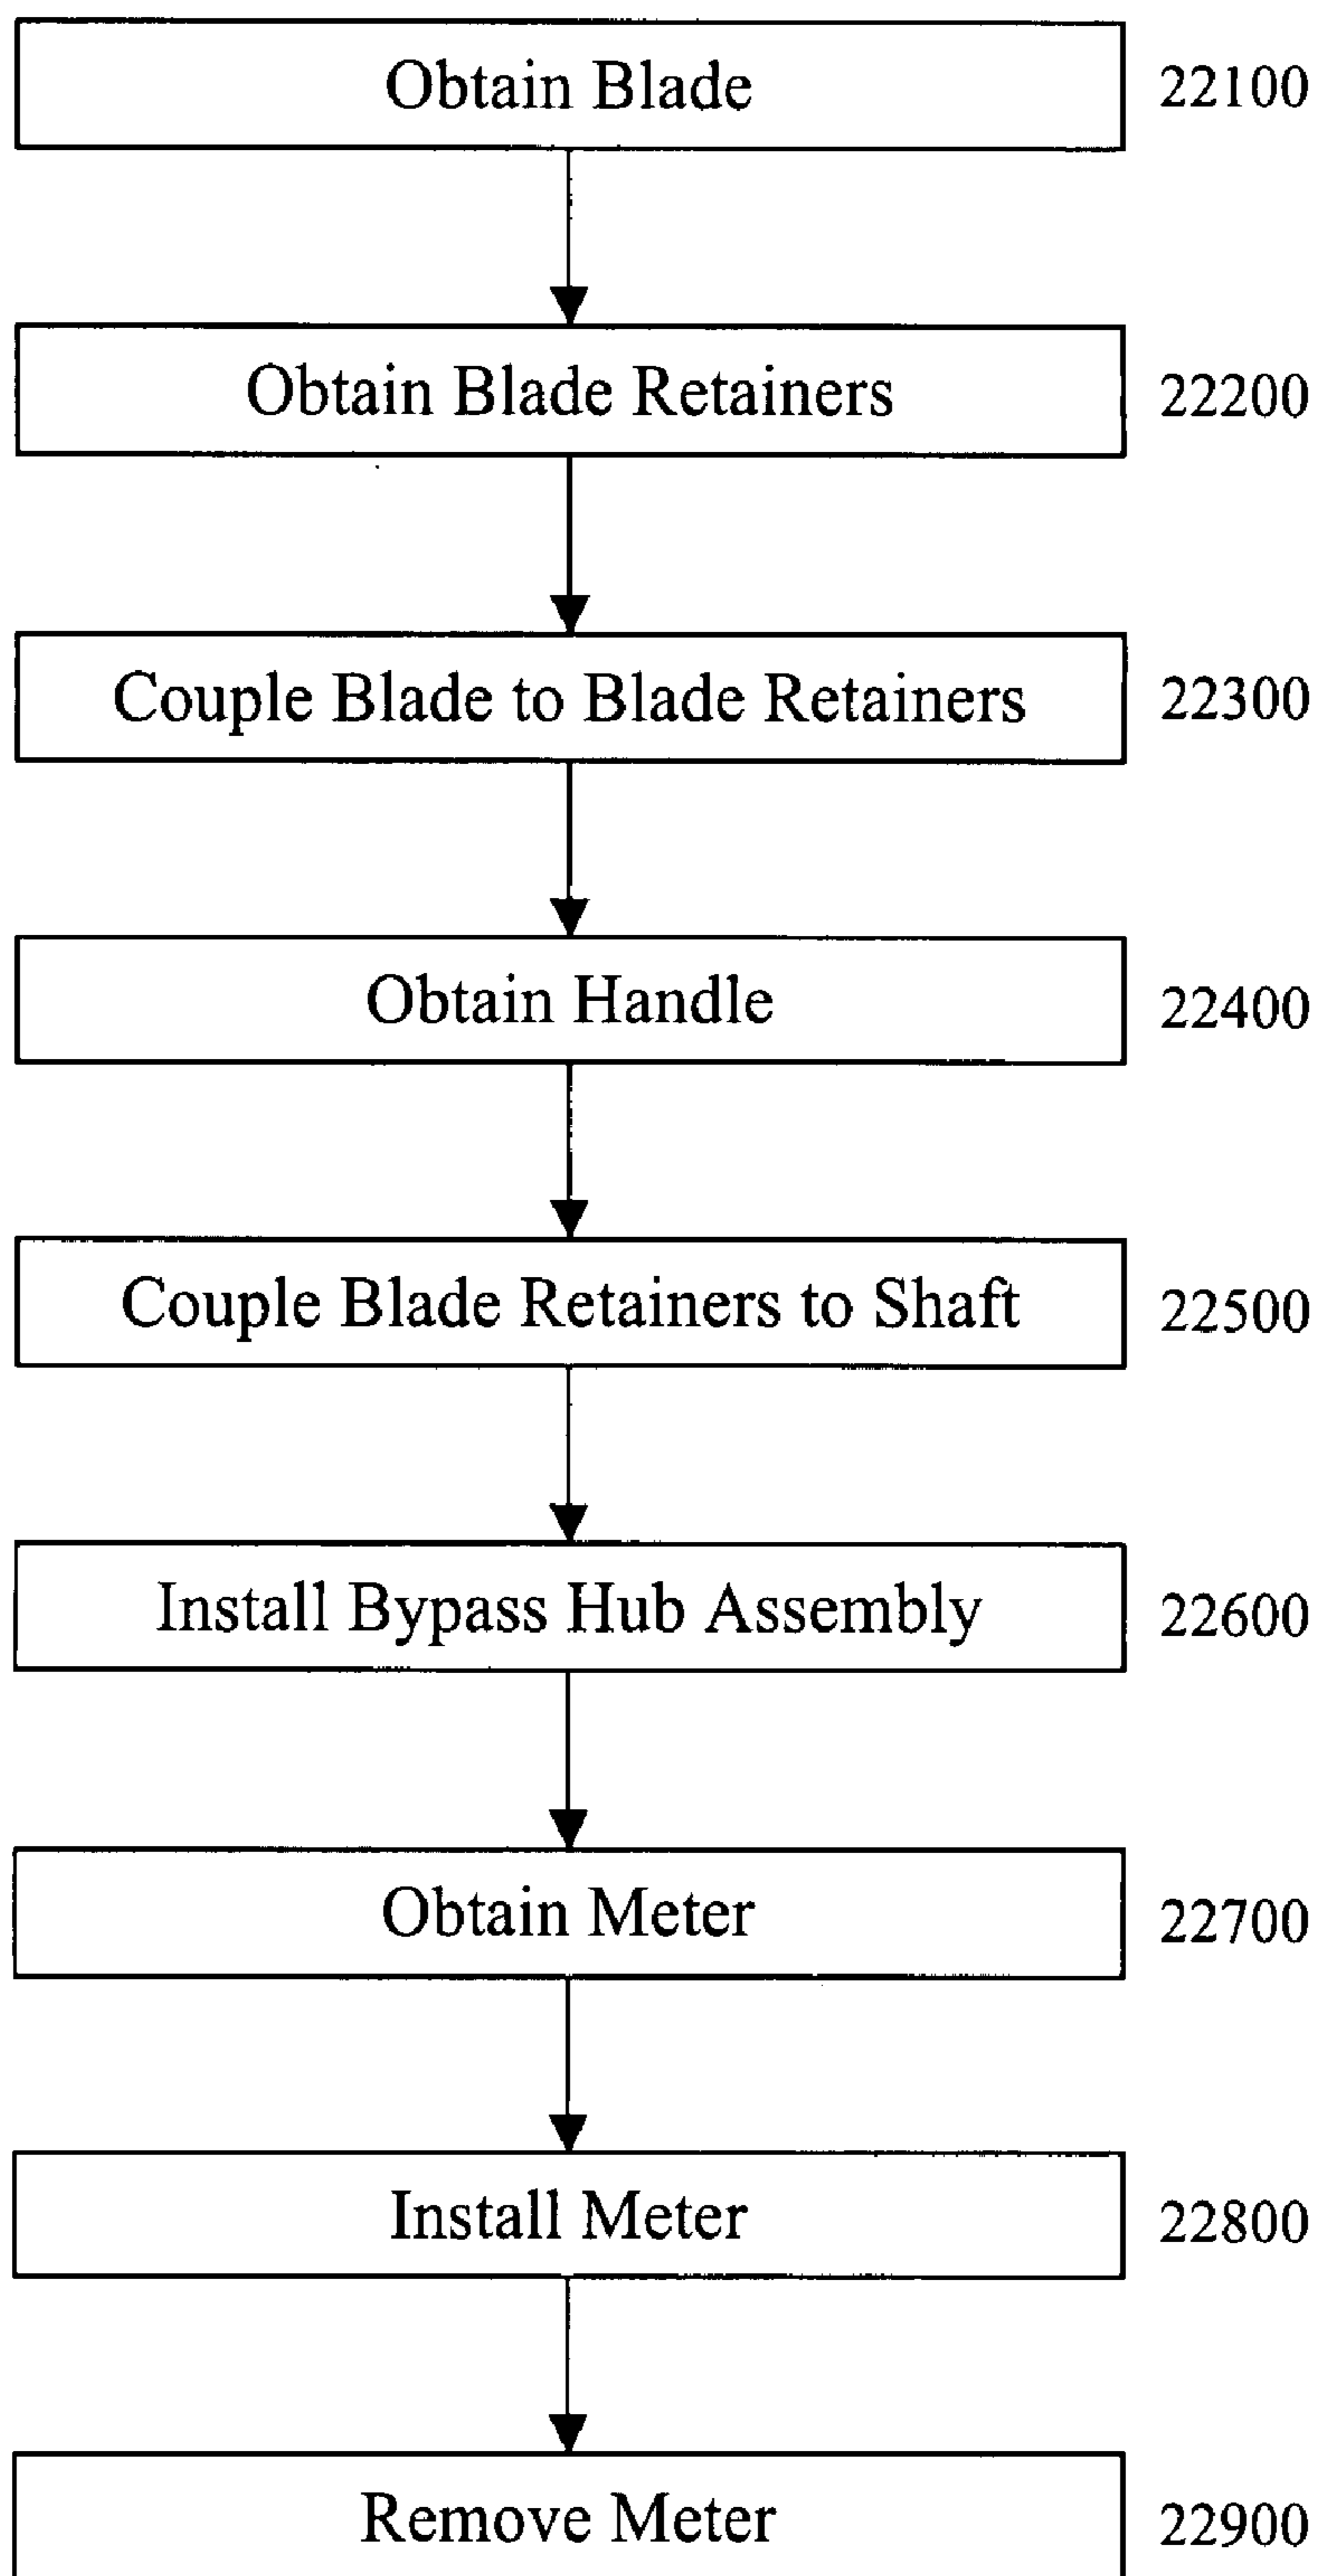 Obtain Blade 22100
Obtain Blade Retainers 22200
Couple Blade to Blade Retainers 22300
Obtain Handle 22400
Couple Blade Retainers to Shaft 22500
Install Bypass Hub Assembly 22600
Obtain Meter 22700
Install Meter 22800
Remove Meter 22900